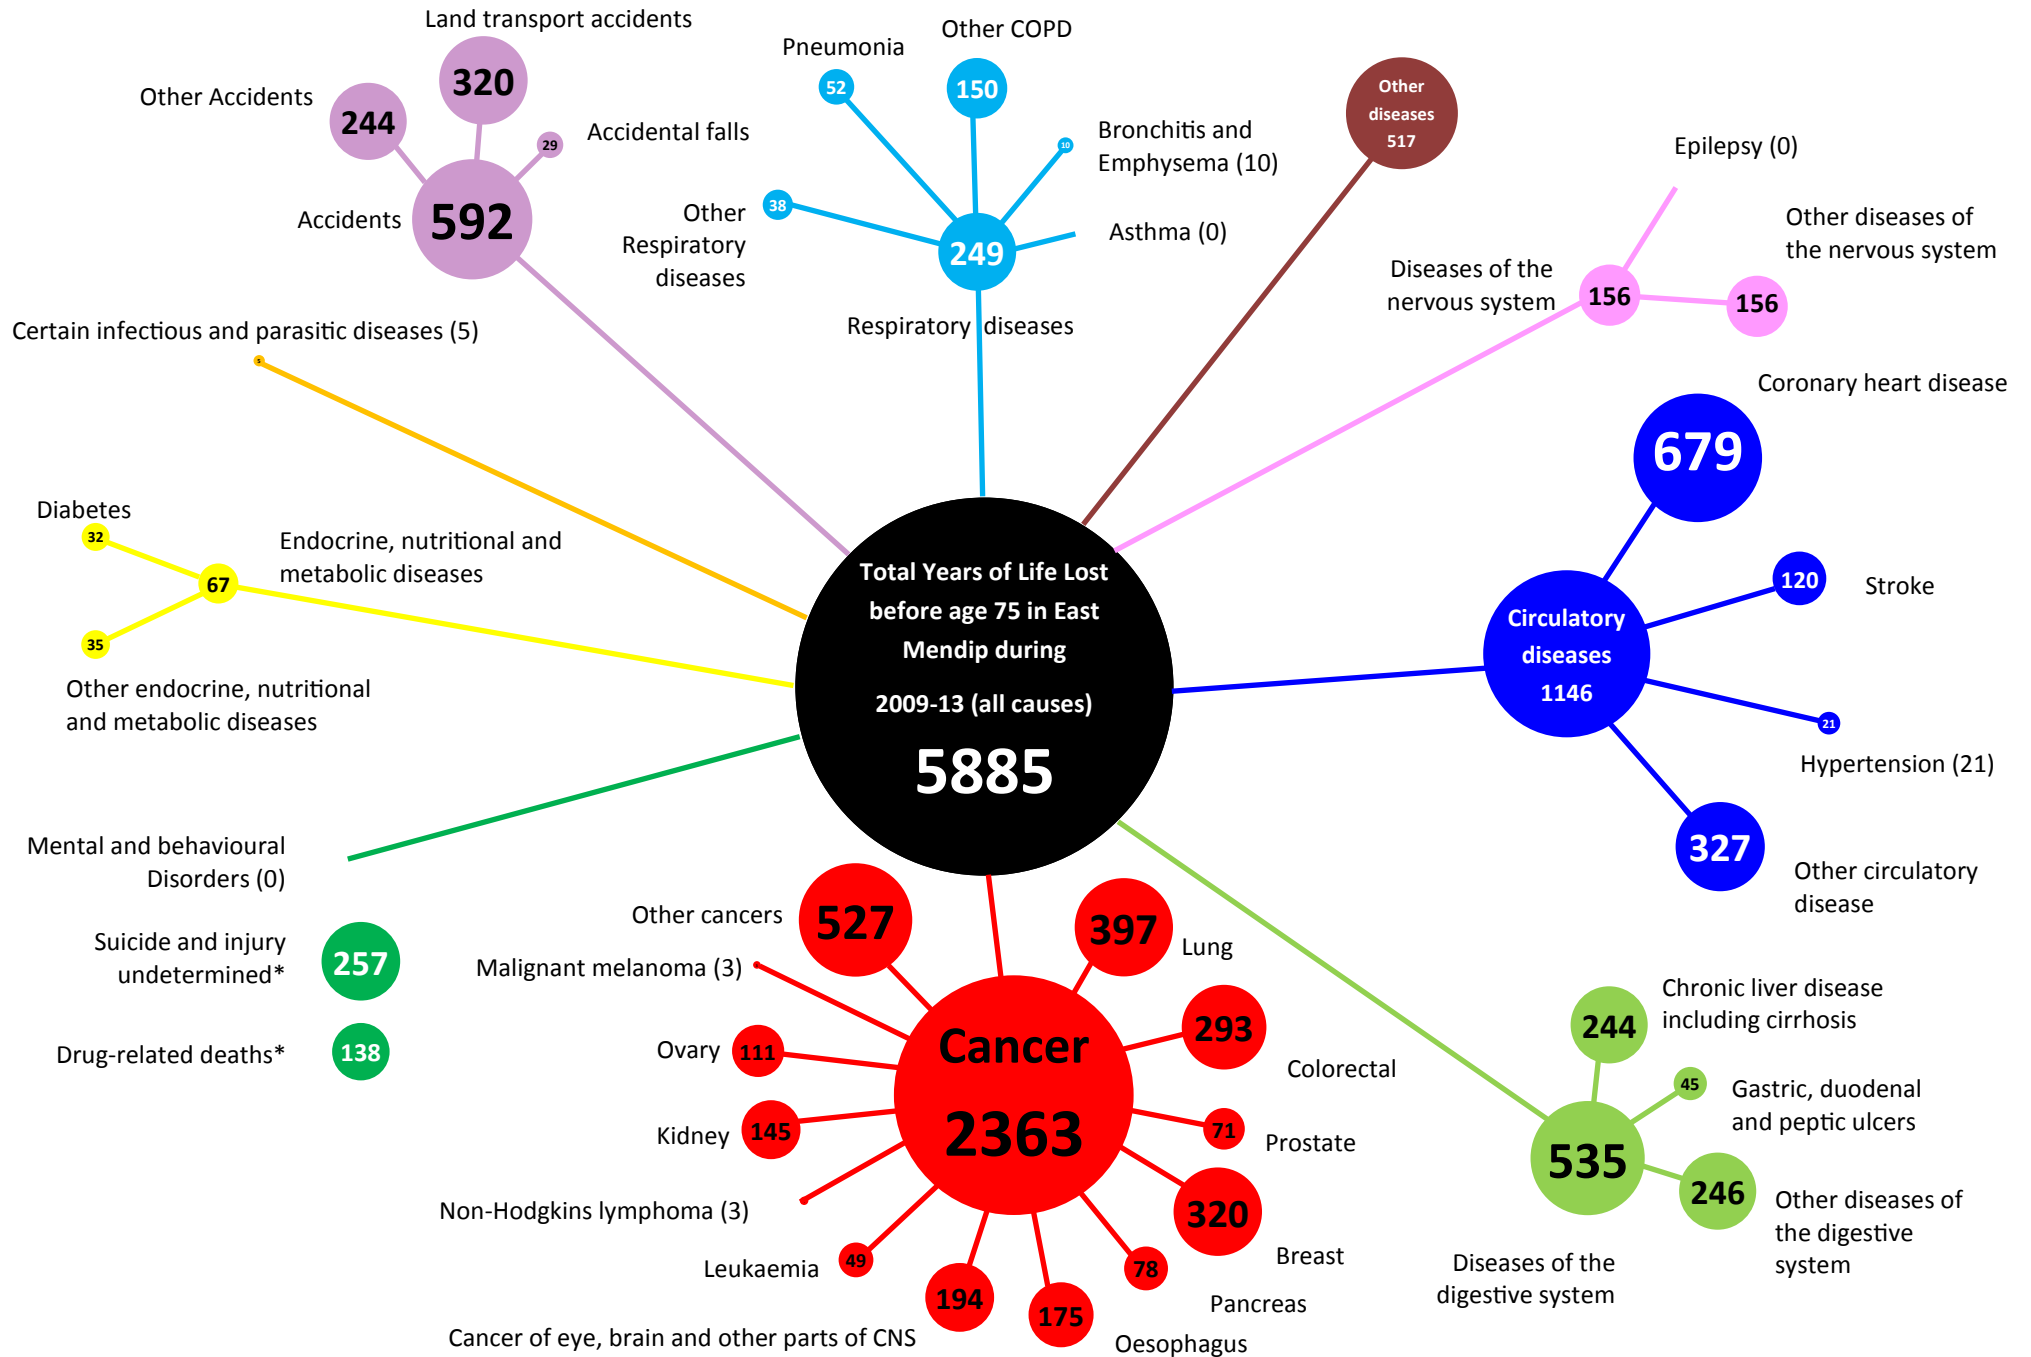 Land transport accidents
320
Other Accidents
244
29
Accidental falls
Accidents
592
Pneumonia
52
Other COPD
150
Bronchitis and
Emphysema (10)
10
38
Other
Respiratory
diseases
249
Asthma (0)
Respiratory diseases
Other
diseases
517
Epilepsy (0)
Other diseases of
the nervous system
Diseases of the
nervous system
156
156
Certain infectious and parasitic diseases (5)
5
Coronary heart disease
679
Diabetes
32
67
Endocrine, nutritional and
metabolic diseases
35
Other endocrine, nutritional
and metabolic diseases
Total Years of Life Lost
before age 75 in East
Mendip during
2009-13 (all causes)
5885
120
Stroke
Circulatory
diseases
1146
21
Hypertension (21)
327
Other circulatory
disease
Mental and behavioural
Disorders (0)
Suicide and injury
undetermined*
257
Drug-related deaths*
138
Other cancers
527
397
Lung
Malignant melanoma (3)
293
Colorectal
Ovary
111
Cancer
2363
Kidney
145
71
Prostate
Non-Hodgkins lymphoma (3)
320
Breast
Leukaemia
49
78
Pancreas
194
175
Cancer of eye, brain and other parts of CNS
Oesophagus
244
Chronic liver disease
including cirrhosis
45
Gastric, duodenal
and peptic ulcers
535
246
Other diseases of
the digestive
system
Diseases of the
digestive system